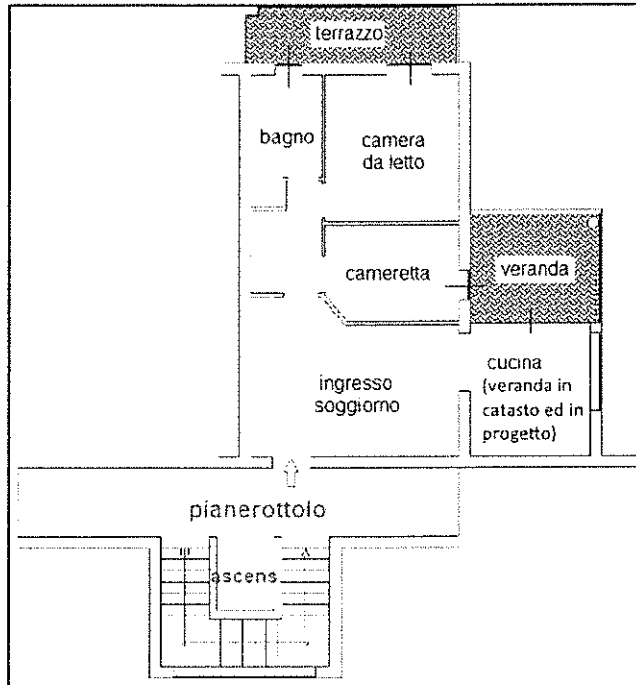 terrazzo
bagno
camera
da letto
cameretta
veranda
cucina
(veranda in
catasto ed in
progetto)
ingresso
soggiorno
pianerottolo
ascens